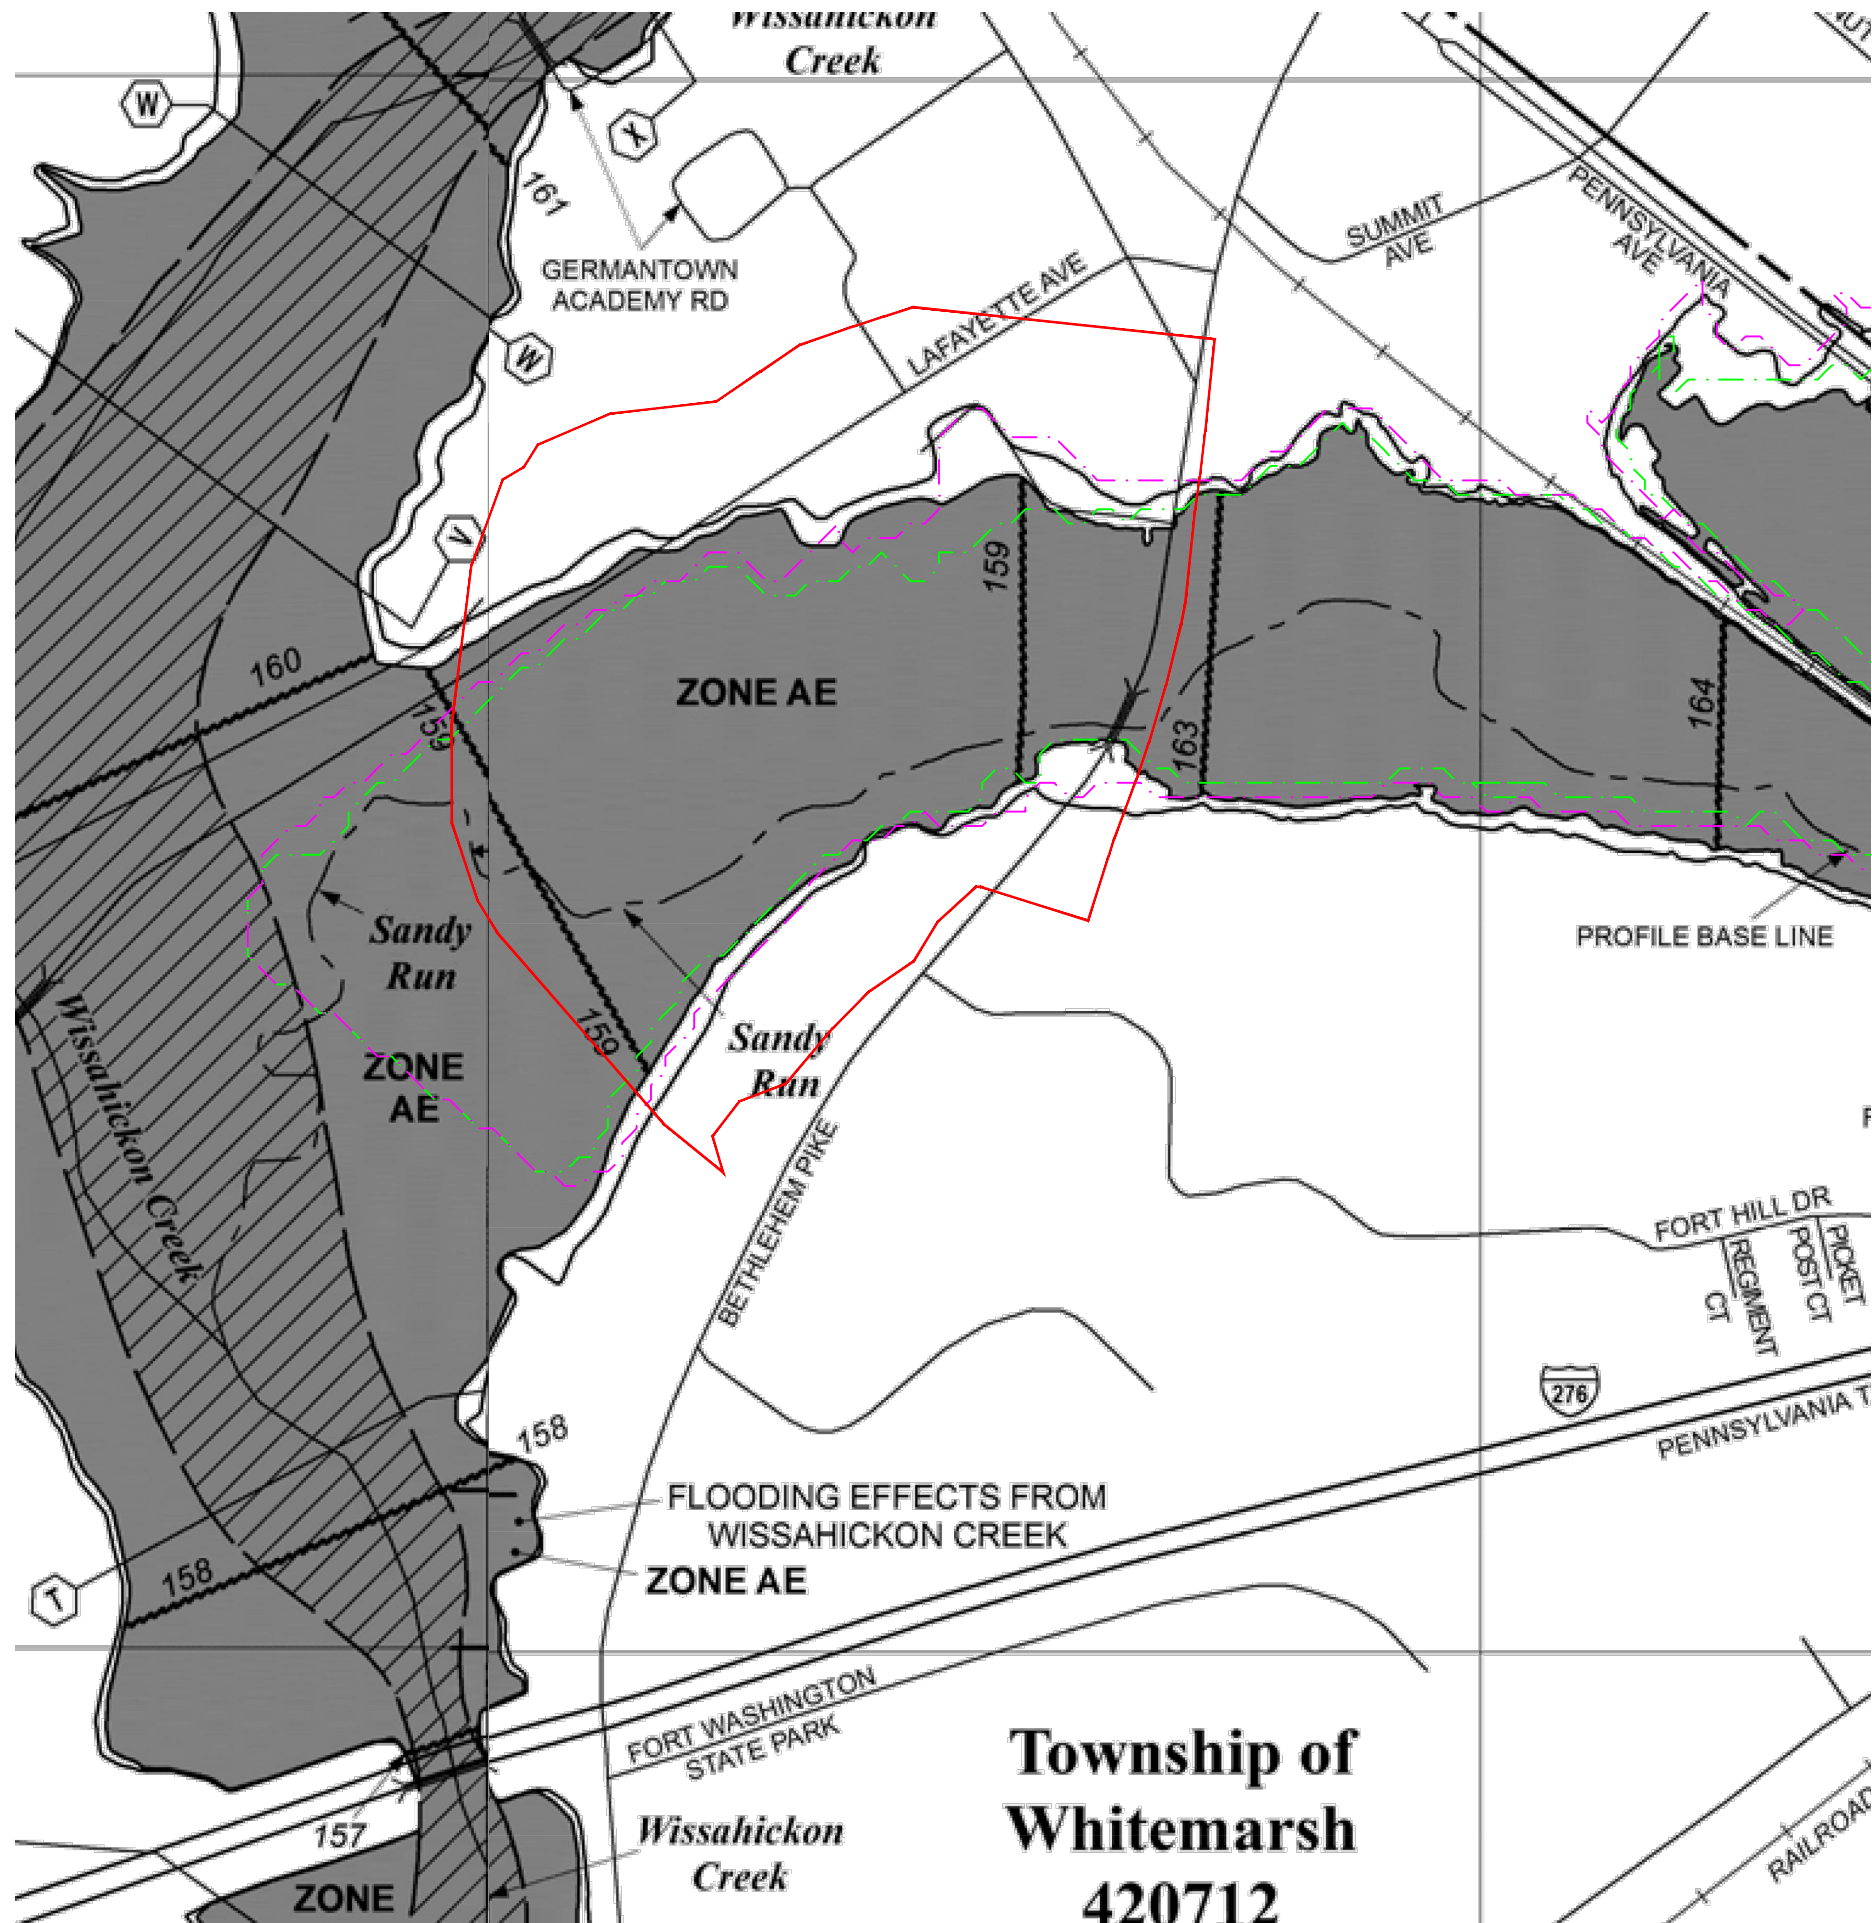 Wissahickon
Creek
W
X
161
GERMANTOWN
ACADEMY RD
SUMMIT
AVE
PENNSYLVANIA
AVE
LAFAYETTE AVE
W
V
160
159
159
ZONE AE
163
164
Sandy
Run
PROFILE BASE LINE
159
Sandy
Run
ZONE
AE
Wissahickon Creek
BETHLEHEM PIKE
FORT HILL DR
REGIMENT
CT
POST CT
PICKET
276
PENNSYLVANIA T
158
FLOODING EFFECTS FROM
WISSAHICKON CREEK
ZONE AE
158
T
FORT WASHINGTON
STATE PARK
Township of
Whitemarsh
420712
157
Wissahickon
Creek
ZONE
RAILROAD